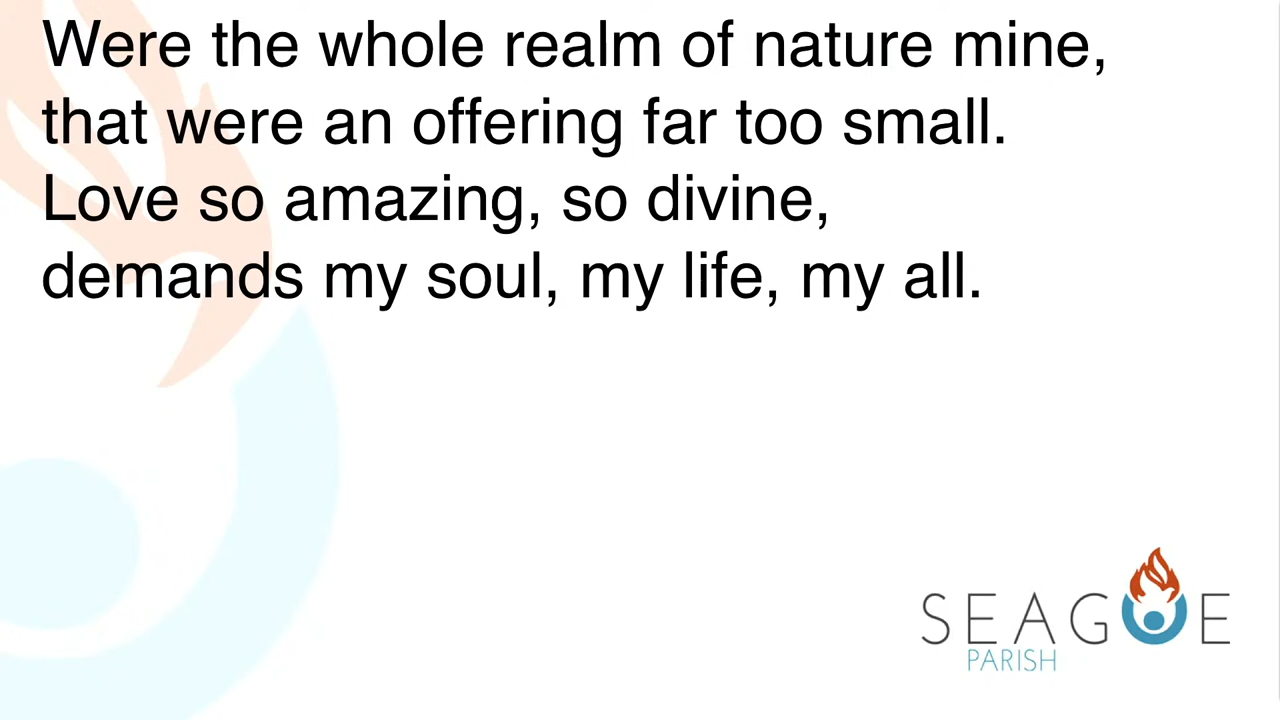 Were the whole realm of nature mine,
that were an offering far too small.
Love so amazing, so divine,
demands my soul, my life, my all.
SEAGOE
PARISH